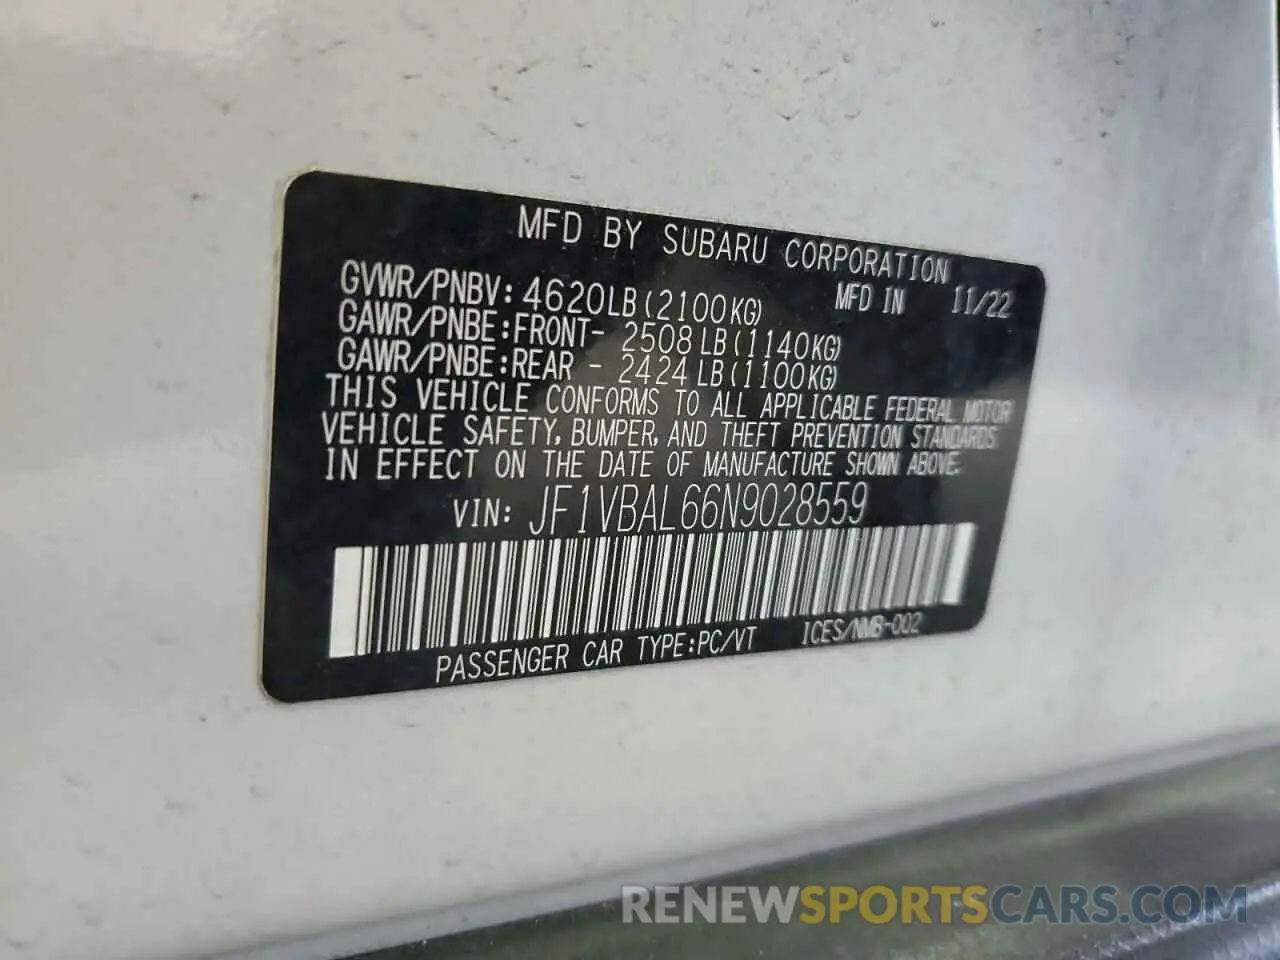 MFD BY SUBARU CORPORATION
GVWR/PNBV: 4620LB(2100KG) MFD IN 11/22
GAWR/PNBE:FRONT- 2508LB(1140KG)
GAWR/PNBE:REAR - 2424LB(1100KG)
THIS VEHICLE CONFORMS TO ALL APPLICABLE FEDERAL MOTOR
VEHICLE SAFETY, BUMPER, AND THEFT PREVENTION STANDARDS
IN EFFECT ON THE DATE OF MANUFACTURE SHOWN ABOVE.
VIN: JF1VBAL66N9028559
PASSENGER CAR TYPE:PC/VT ICES/NMB-002
RENEWSPORTSCARS.COM